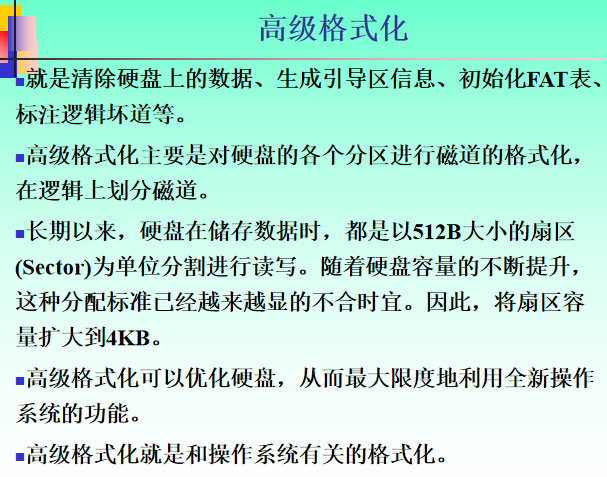 高级格式化
就是清除硬盘上的数据、生成引导区信息、初始化FAT表、
标注逻辑坏道等。
高级格式化主要是对硬盘的各个分区进行磁道的格式化，
在逻辑上划分磁道。
长期以来，硬盘在储存数据时，都是以512B大小的扇区
(Sector)为单位分割进行读写。随着硬盘容量的不断提升，
这种分配标准已经越来越显的不合时宜。因此，将扇区容
量扩大到4KB。
高级格式化可以优化硬盘，从而最大限度地利用全新操作
系统的功能。
高级格式化就是和操作系统有关的格式化。